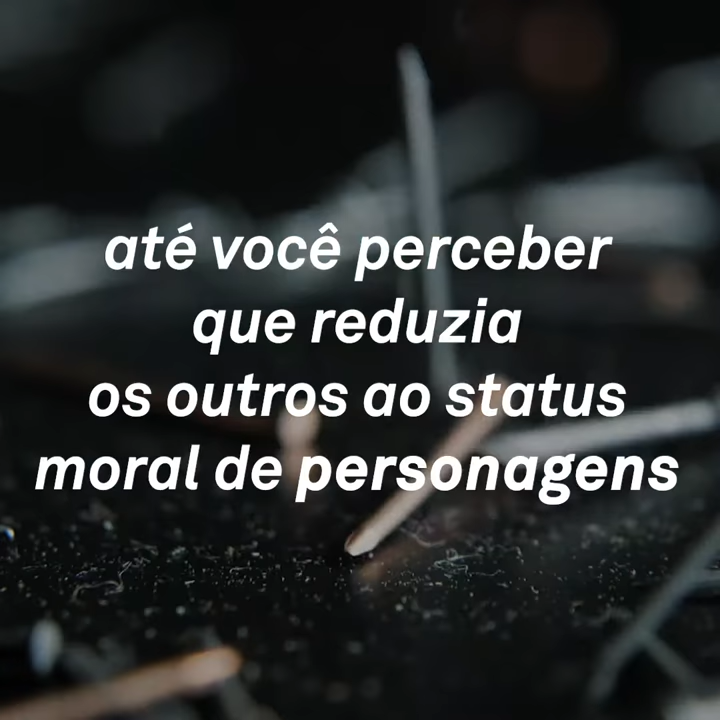 até você perceber
que reduzia
os outros ao status
moral de personagens